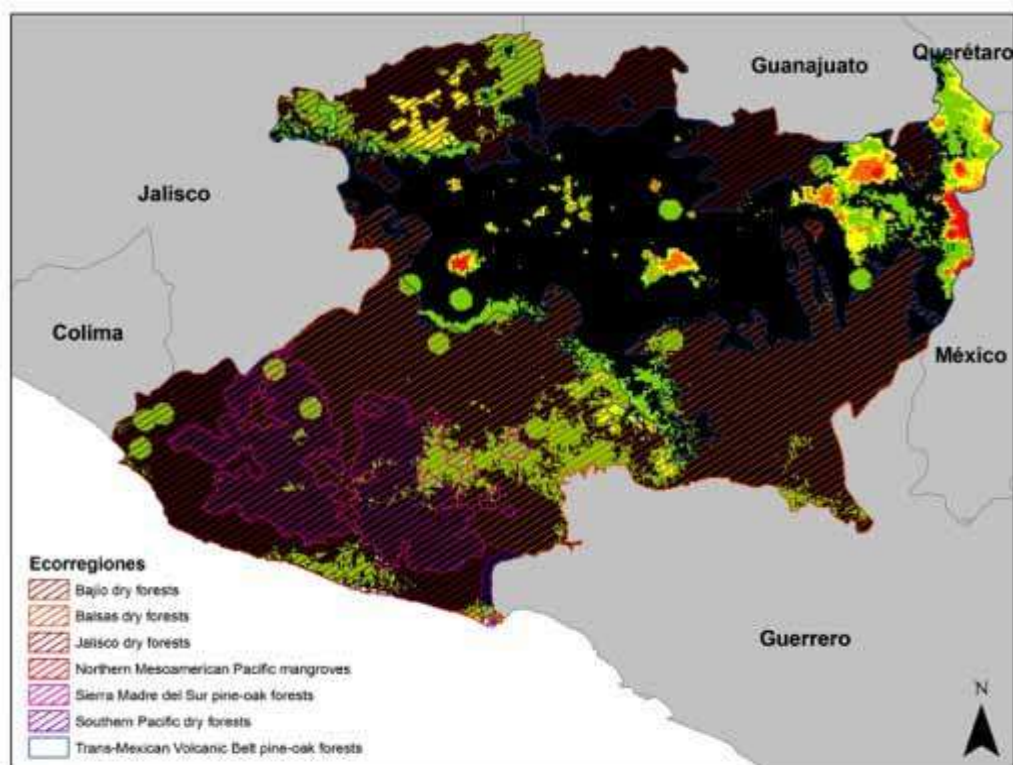 Guanajuato
Querétaro
Jalisco
Colima
México
Guerrero
N
Ecorregiones
Bajío dry forests
Balsas dry forests
Jalisco dry forests
Northern Mesoamerican Pacific mangroves
Sierra Madre del Sur pine-oak forests
Southern Pacific dry forests
Trans-Mexican Volcanic Belt pine-oak forests